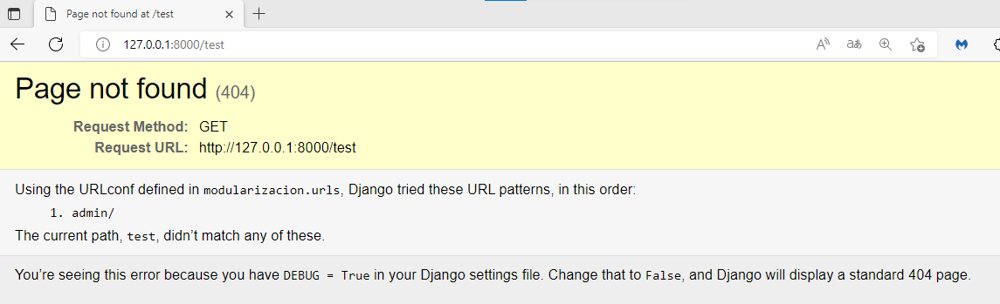 Page not found at /test
127.0.0.1:8000/test
Page not found (404)
Request Method: GET
Request URL: http://127.0.0.1:8000/test
Using the URLconf defined in modularizacion.urls, Django tried these URL patterns, in this order:
1. admin/
The current path, test, didn’t match any of these.
You’re seeing this error because you have DEBUG = True in your Django settings file. Change that to False, and Django will display a standard 404 page.